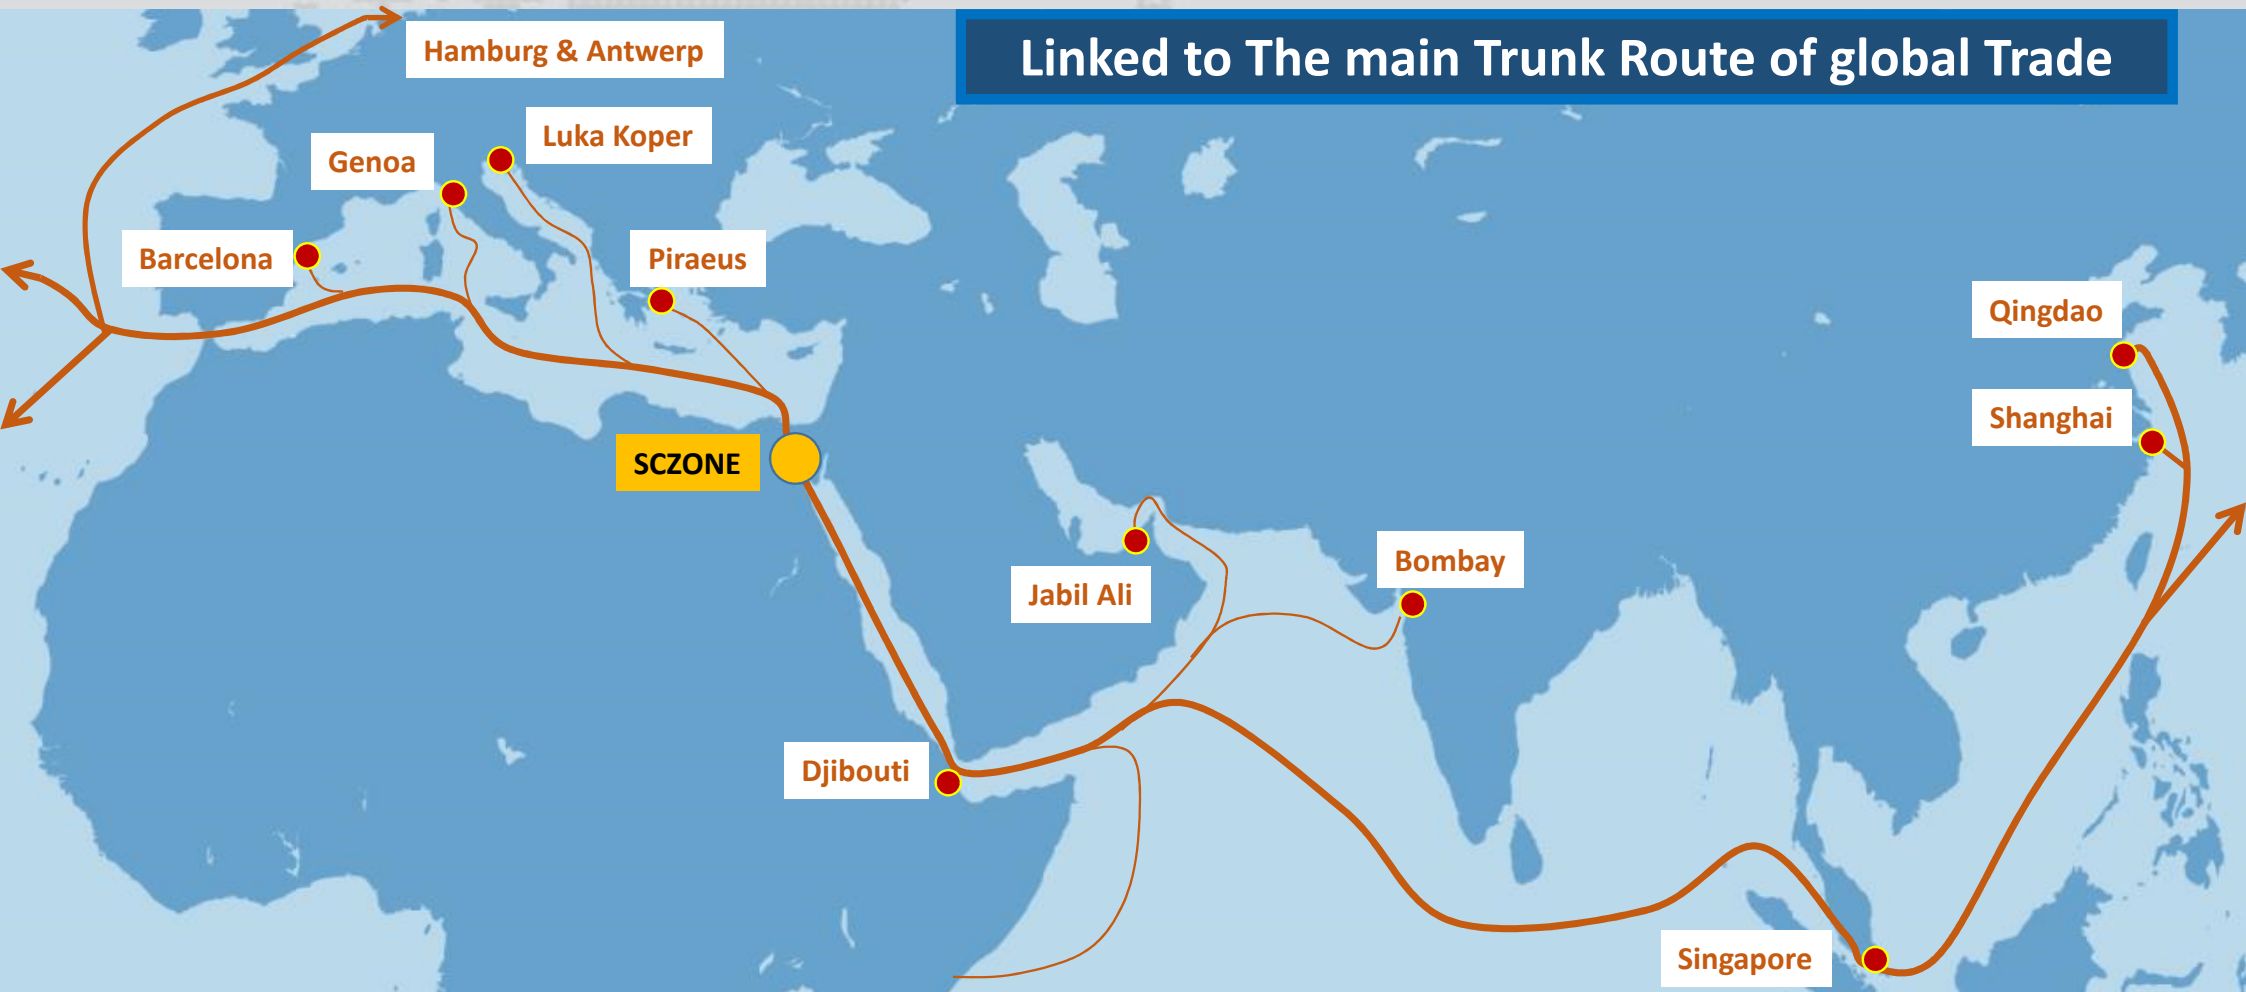 Linked to The main Trunk Route of global Trade
Hamburg & Antwerp
Luka Koper
Genoa
Barcelona
Piraeus
Qingdao
Shanghai
SCZONE
Bombay
Jabil Ali
Djibouti
Singapore